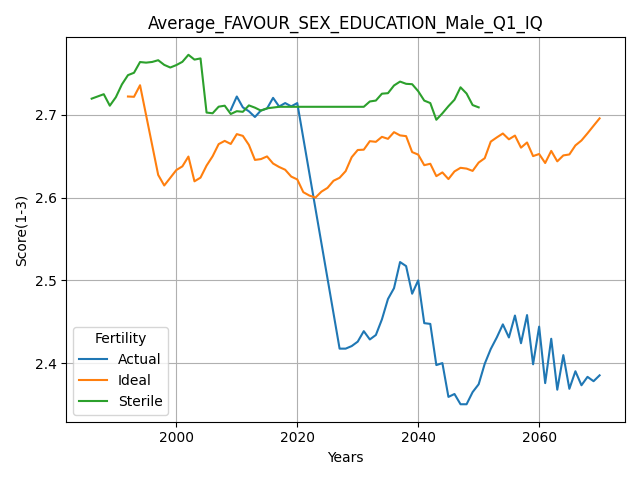 Average_FAVOUR_SEX_EDUCATION_Male_Q1_IQ
Score(1-3)
2.7
2.6
2.5
2.4
Fertility
Actual
Ideal
Sterile
2000 2020 2040 2060
Years